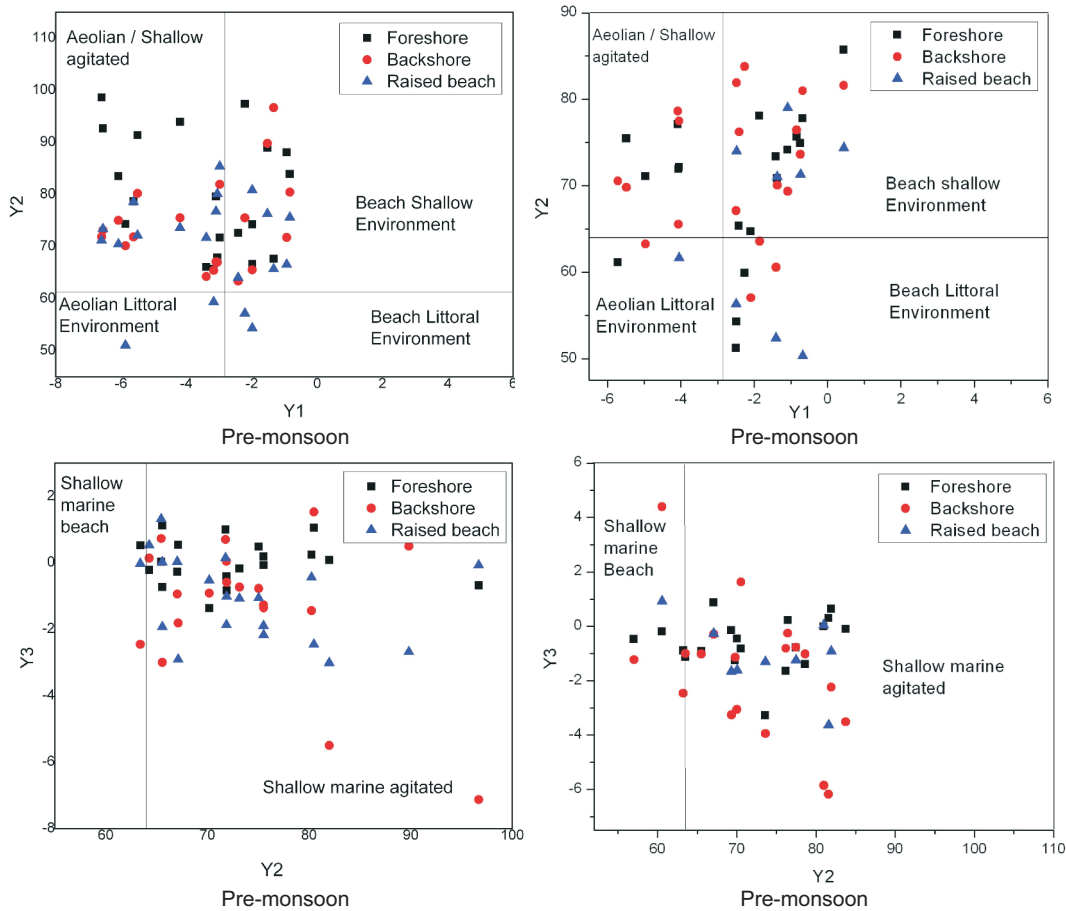 Aeolian / Shallow
agitated
Foreshore
Backshore
Raised beach
Beach Shallow
Environment
Aeolian Littoral
Environment
Beach Littoral
Environment
110
100
90
80
70
60
50
Y2
-8
-6
-4
-2
0
2
4
6
Y1
Pre-monsoon
Aeolian / Shallow
agitated
Foreshore
Backshore
Raised beach
Beach shallow
Environment
Aeolian Littoral
Environment
Beach Littoral
Environment
90
80
70
60
50
Y2
-6
-4
-2
0
2
4
6
Y1
Pre-monsoon
Shallow
marine
beach
Foreshore
Backshore
Raised beach
Shallow marine agitated
2
0
-2
-4
-6
-8
Y3
60
70
80
90
100
Y2
Pre-monsoon
Shallow
marine
Beach
Foreshore
Backshore
Raised beach
Shallow marine
agitated
6
4
2
0
-2
-4
-6
Y3
60
70
80
90
100
110
Y2
Pre-monsoon